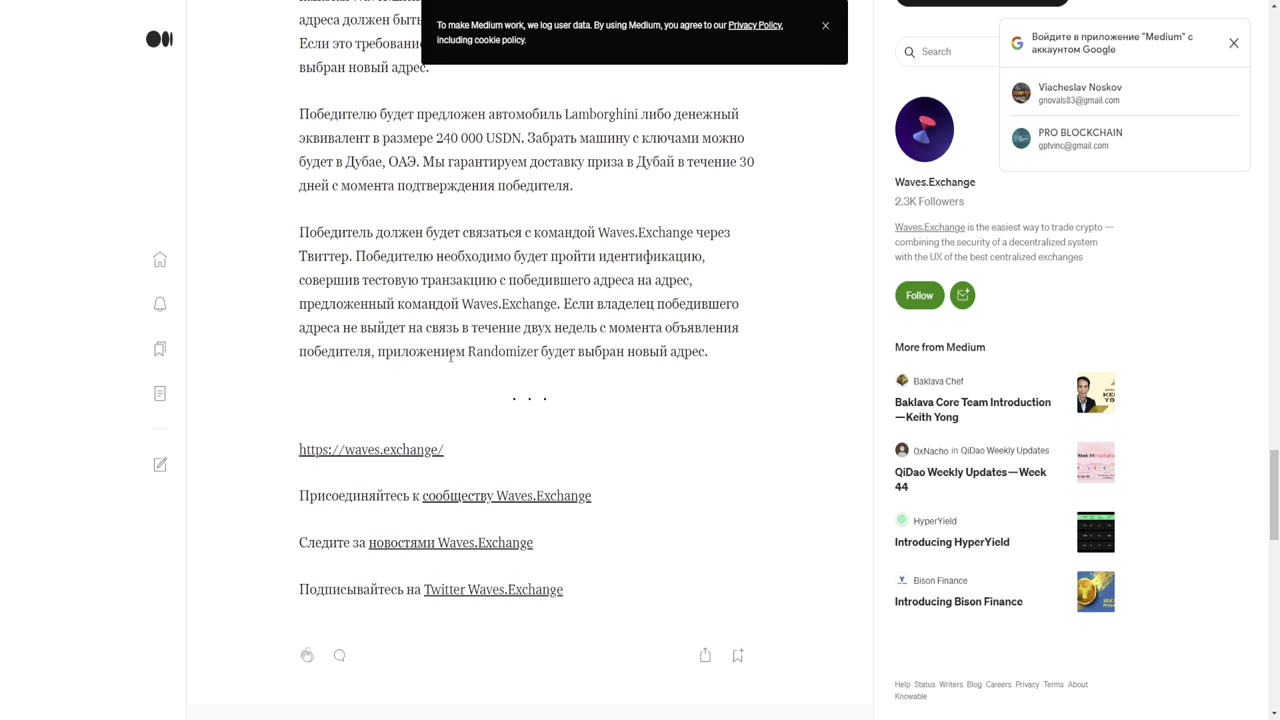 адреса должен быть
Если это требование
выбран новый адрес.
Победителю будет предложен автомобиль Lamborghini либо денежный
эквивалент в размере 240 000 USDN. Забрать машину с ключами можно
будет в Дубае, ОАЭ. Мы гарантируем доставку приза в Дубай в течение 30
дней с момента подтверждения победителя.
Победитель должен будет связаться с командой Waves.Exchange через
Твиттер. Победителю необходимо будет пройти идентификацию,
совершив тестовую транзакцию с победившего адреса на адрес,
предложенный командой Waves.Exchange. Если владелец победившего
адреса не выйдет на связь в течение двух недель с момента объявления
победителя, приложением Randomizer будет выбран новый адрес.
. . .
https://waves.exchange/
Присоединяйтесь к сообществу Waves.Exchange
Следите за новостями Waves.Exchange
Подписывайтесь на Twitter Waves.Exchange
To make Medium work, we log user data. By using Medium, you agree to our Privacy Policy,
including cookie policy.
Search
Войдите в приложение "Medium" с
аккаунтом Google
Viacheslav Noskov
gnovals83@gmail.com
PRO BLOCKCHAIN
gptvinc@gmail.com
Waves.Exchange
2.3K Followers
Waves.Exchange is the easiest way to trade crypto —
combining the security of a decentralized system
with the UX of the best centralized exchanges
Follow
More from Medium
Baklava Chef
Baklava Core Team Introduction
—Keith Yong
0xNacho in QiDao Weekly Updates
QiDao Weekly Updates — Week
44
HyperYield
Introducing HyperYield
Bison Finance
Introducing Bison Finance
Help Status Writers Blog Careers Privacy Terms About
Knowable